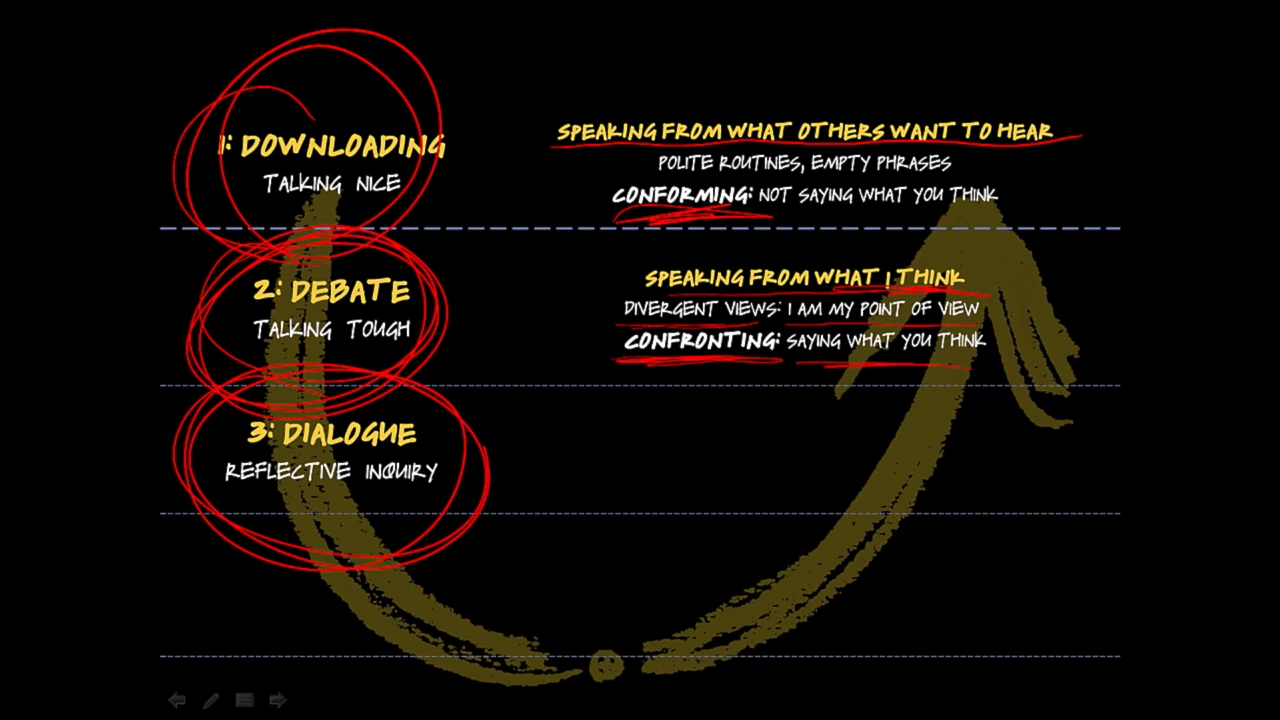 1: DOWNLOADING
TALKING NICE
SPEAKING FROM WHAT OTHERS WANT TO HEAR
POLITE ROUTINES, EMPTY PHRASES
CONFORMING: NOT SAYING WHAT YOU THINK
2: DEBATE
TALKING TOUGH
SPEAKING FROM WHAT I THINK
DIVERGENT VIEWS: I AM MY POINT OF VIEW
CONFRONTING: SAYING WHAT YOU THINK
3: DIALOGUE
REFLECTIVE INQUIRY